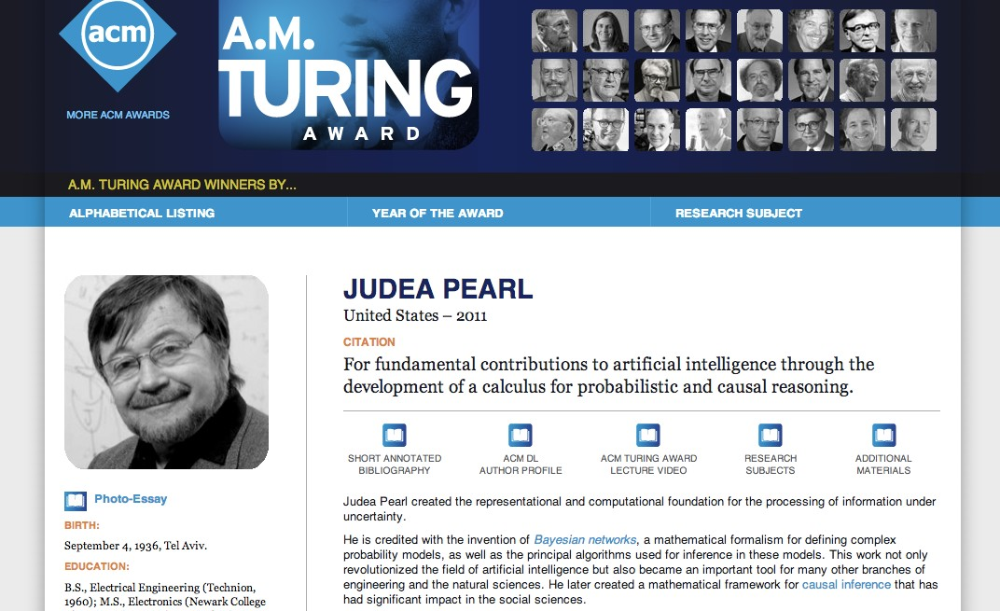 acm
MORE ACM AWARDS
A.M.
TURING
AWARD
A.M. TURING AWARD WINNERS BY...
ALPHABETICAL LISTING
YEAR OF THE AWARD
RESEARCH SUBJECT
Photo-Essay
BIRTH:
September 4, 1936, Tel Aviv.
EDUCATION:
B.S., Electrical Engineering (Technion,
1960); M.S., Electronics (Newark College
JUDEA PEARL
United States – 2011
CITATION
For fundamental contributions to artificial intelligence through the
development of a calculus for probabilistic and causal reasoning.
SHORT ANNOTATED
BIBLIOGRAPHY
ACM DL
AUTHOR PROFILE
ACM TURING AWARD
LECTURE VIDEO
RESEARCH
SUBJECTS
ADDITIONAL
MATERIALS
Judea Pearl created the representational and computational foundation for the processing of information under
uncertainty.
He is credited with the invention of Bayesian networks, a mathematical formalism for defining complex
probability models, as well as the principal algorithms used for inference in these models. This work not only
revolutionized the field of artificial intelligence but also became an important tool for many other branches of
engineering and the natural sciences. He later created a mathematical framework for causal inference that has
had significant impact in the social sciences.